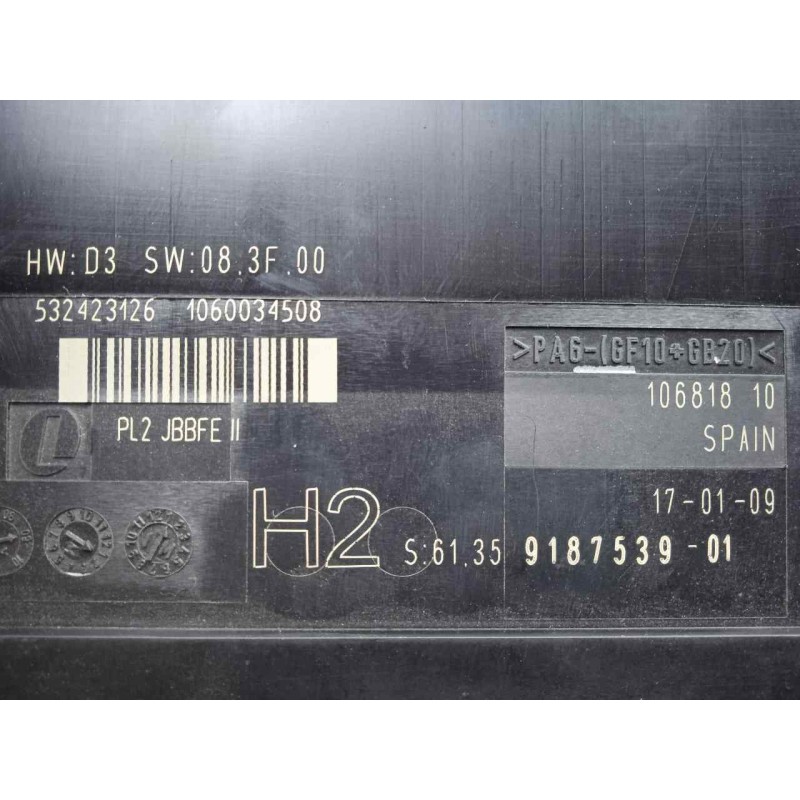 HW:D3 SW:08.3F.00
532423126 1060034508
>PA6-(GF10+GB20)<
106818 10
PL2 JBBFE II
SPAIN
17-01-09
H2
S:61.35 9187539-01